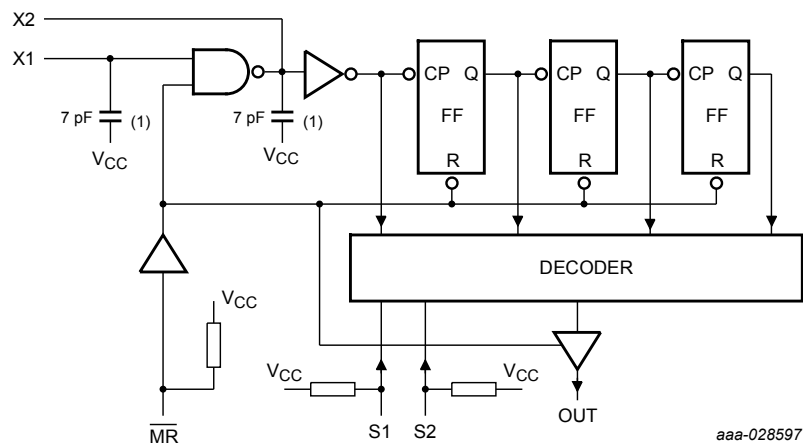 X2
X1
7 pF (1)
VCC
7 pF (1)
VCC
CP Q
FF
R
CP Q
FF
R
CP Q
FF
R
DECODER
VCC
VCC
VCC
MR
S1
S2
OUT
aaa-028597